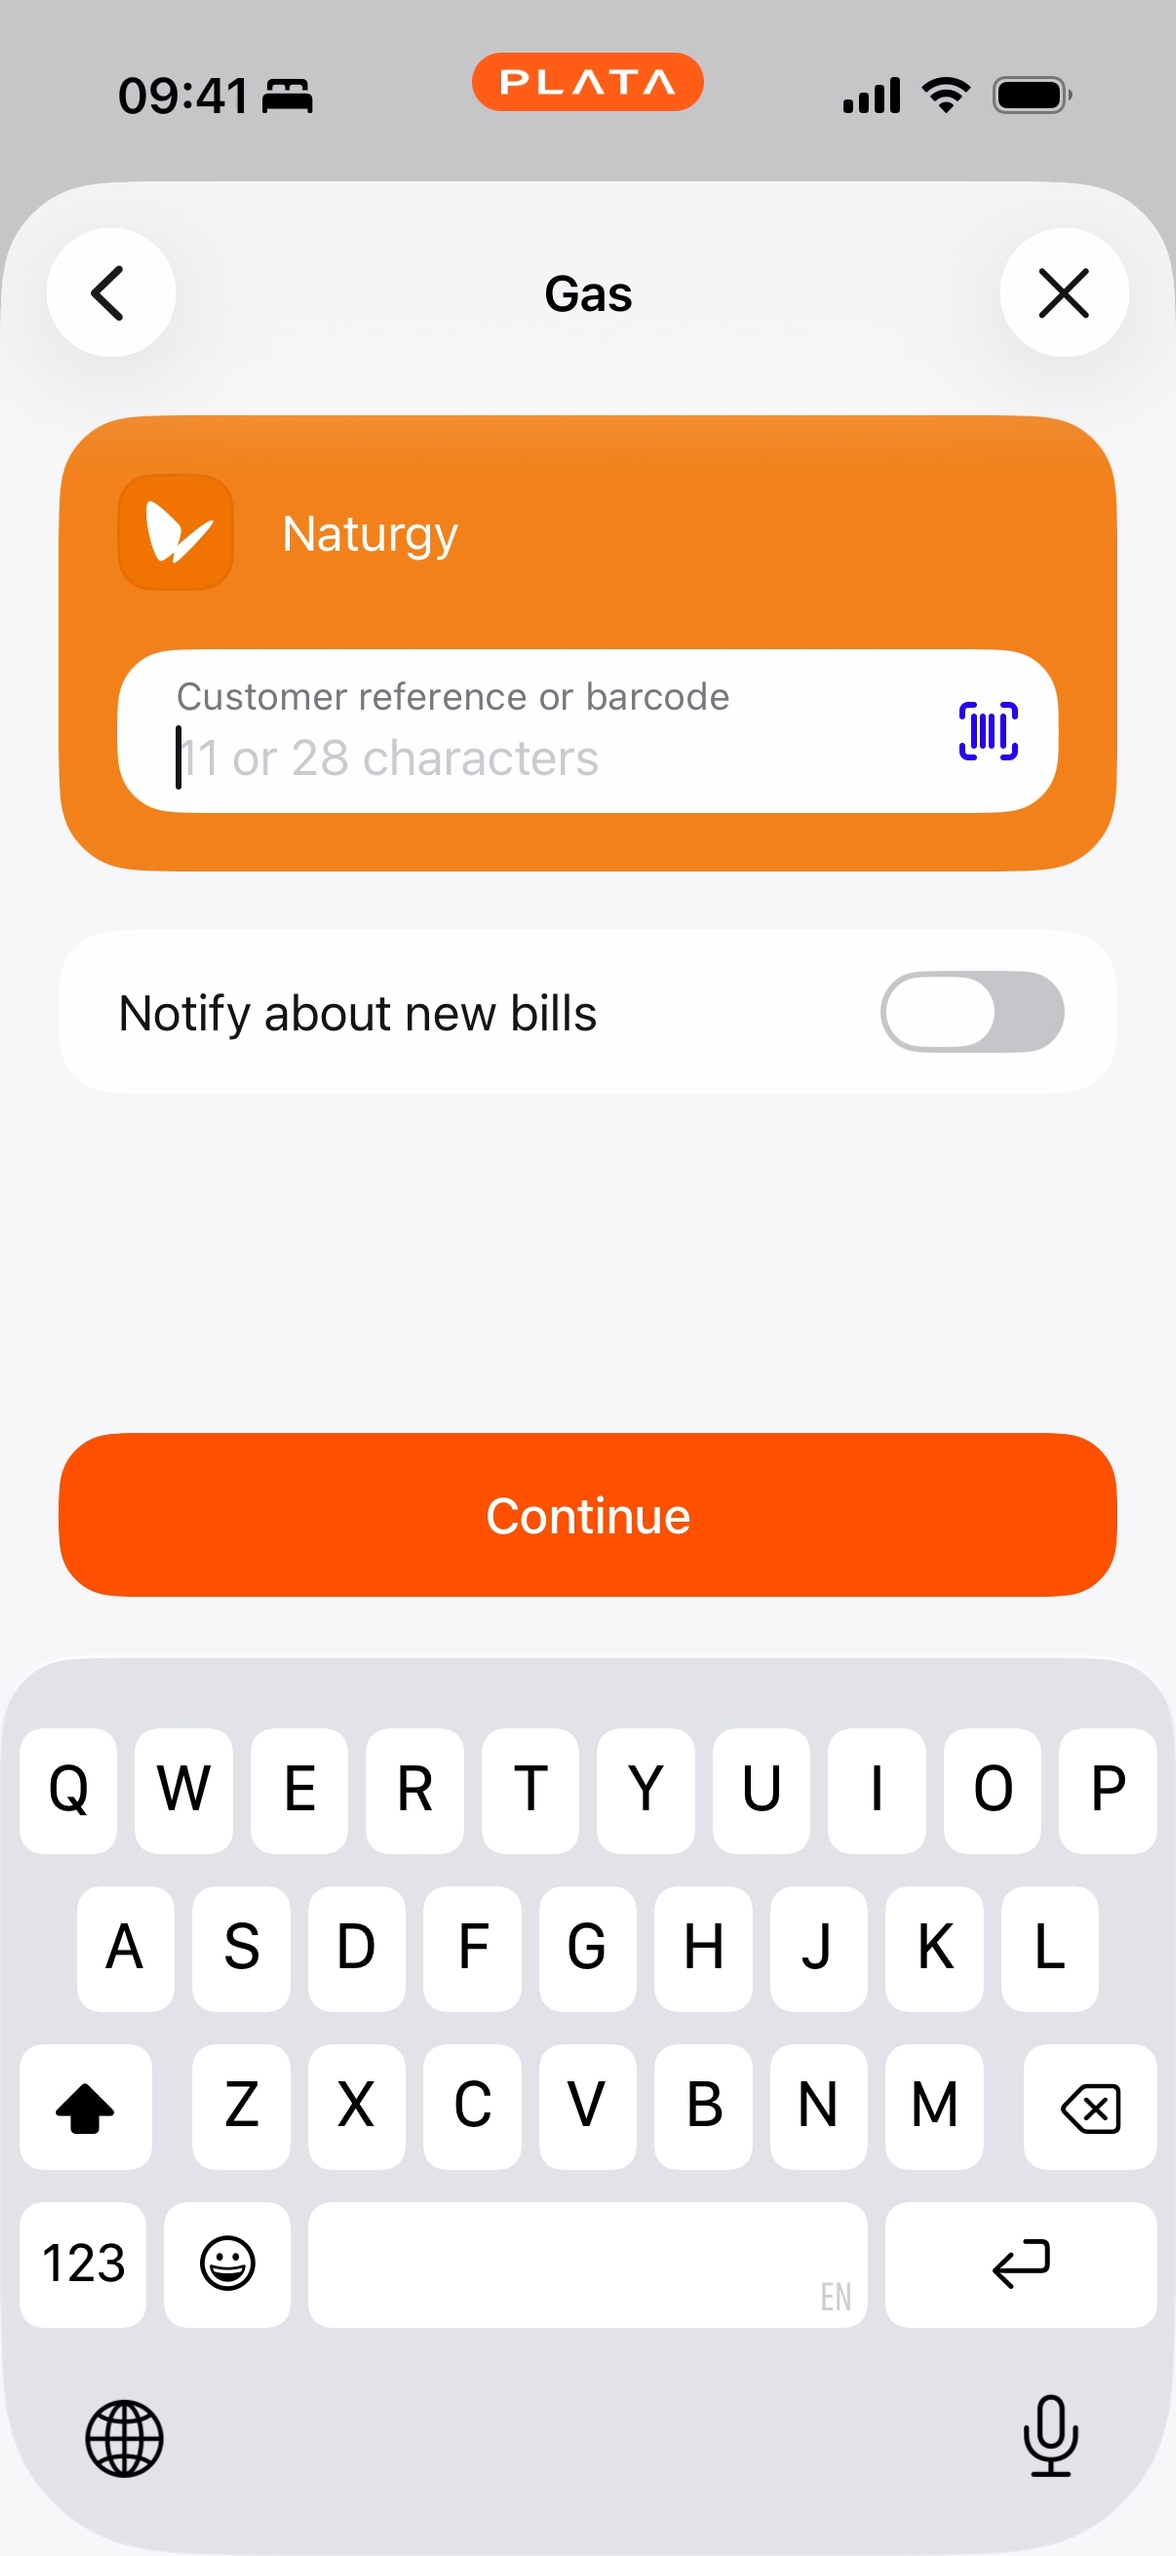 09:41
PLATA
Gas
Naturgy
Customer reference or barcode
11 or 28 characters
Notify about new bills
Continue
Q W E R T Y U I O P
A S D F G H J K L
Z X C V B N M
123
EN